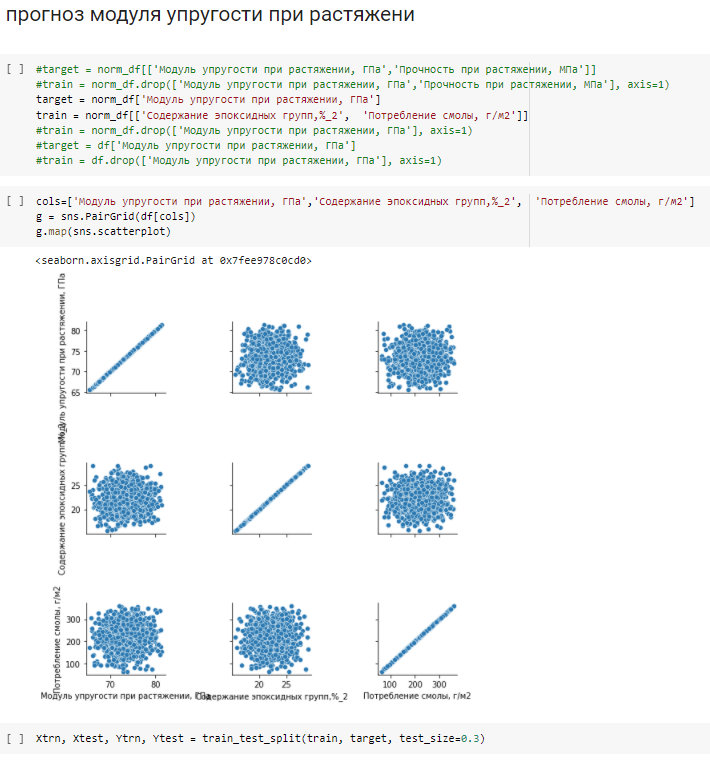 прогноз модуля упругости при растяжени
[ ] #target = norm_df[['Модуль упругости при растяжении, ГПа','Прочность при растяжении, МПа']]
#train = norm_df.drop(['Модуль упругости при растяжении, ГПа','Прочность при растяжении, МПа'], axis=1)
target = norm_df['Модуль упругости при растяжении, ГПа']
train = norm_df[['Содержание эпоксидных групп,%_2', 'Потребление смолы, г/м2']]
#train = norm_df.drop(['Модуль упругости при растяжении, ГПа'], axis=1)
#target = df['Модуль упругости при растяжении, ГПа']
#train = df.drop(['Модуль упругости при растяжении, ГПа'], axis=1)
[ ] cols=['Модуль упругости при растяжении, ГПа','Содержание эпоксидных групп,%_2', 'Потребление смолы, г/м2']
g = sns.PairGrid(df[cols])
g.map(sns.scatterplot)
<seaborn.axisgrid.PairGrid at 0x7fee978c0cd0>
Модуль упругости при растяжении, ГПа
80
75
70
65
Содержание эпоксидных групп,%_2
25
20
Потребление смолы, г/м2
300
200
100
70 80
20 25
100 200 300
Модуль упругости при растяжении, ГПа
Содержание эпоксидных групп,%_2
Потребление смолы, г/м2
[ ] Xtrn, Xtest, Ytrn, Ytest = train_test_split(train, target, test_size=0.3)